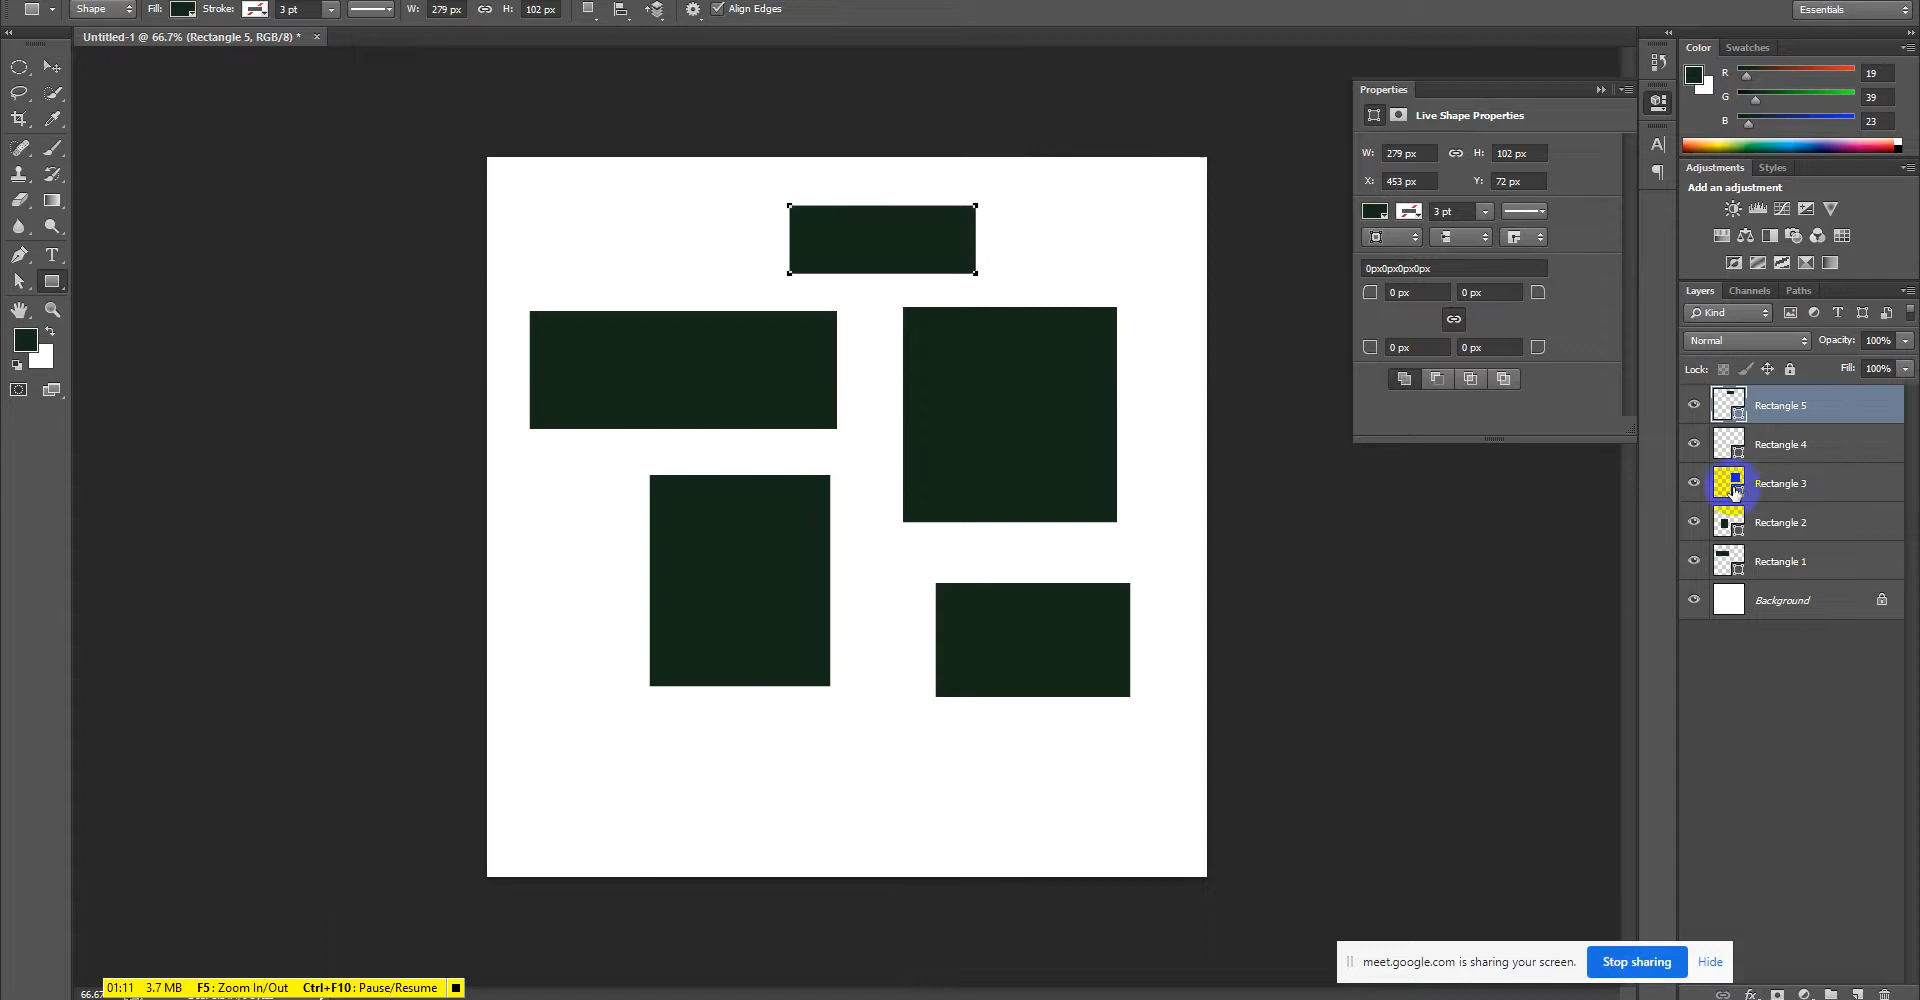 Shape Fill: Stroke: 3 pt W: 279 px H: 102 px Align Edges Essentials
Untitled-1 @ 66.7% (Rectangle 5, RGB/8) * ×
Color Swatches
R 19
G 39
B 23
Properties
Live Shape Properties
W: 279 px H: 102 px
X: 453 px Y: 72 px
3 pt
0px0px0px0px
0 px 0 px
0 px 0 px
Adjustments Styles
Add an adjustment
Layers Channels Paths
Kind
Normal Opacity: 100%
Lock: Fill: 100%
Rectangle 5
Rectangle 4
Rectangle 3
Rectangle 2
Rectangle 1
Background
meet.google.com is sharing your screen. Stop sharing Hide
01:11 3.7 MB F5: Zoom In/Out Ctrl+F10: Pause/Resume